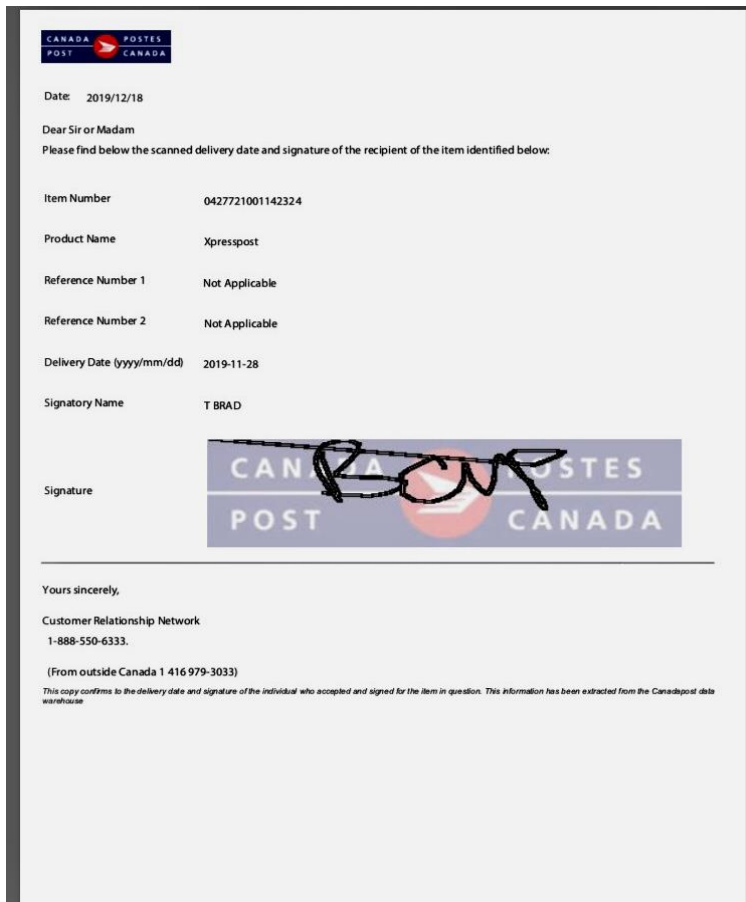 CANADA POSTES
POST CANADA
Date: 2019/12/18
Dear Sir or Madam
Please find below the scanned delivery date and signature of the recipient of the item identified below:
Item Number 0427721001142324
Product Name Xpresspost
Reference Number 1 Not Applicable
Reference Number 2 Not Applicable
Delivery Date (yyyy/mm/dd) 2019-11-28
Signatory Name T BRAD
CANADA POSTES
Signature
POST CANADA
Yours sincerely,
Customer Relationship Network
1-888-550-6333.
(From outside Canada 1 416 979-3033)
This copy confirms to the delivery date and signature of the individual who accepted and signed for the item in question. This information has been extracted from the Canadapost data
warehouse